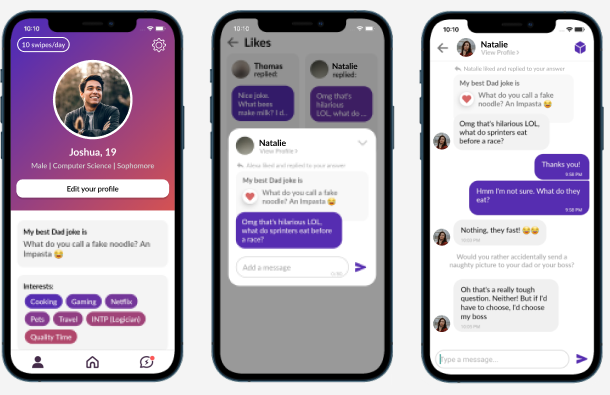 10:10
10 swipes/day
Joshua, 19
Male | Computer Science | Sophomore
Edit your profile
My best Dad joke is
What do you call a fake noodle? An
Impasta 😂
Interests:
Cooking
Gaming
Netflix
Pets
Travel
INTP (Logician)
Quality Time
10:10
Likes
Thomas
replied:
Nice joke.
What bees
make milk? I d..
Natalie
replied:
Omg that's
hilarious
LOL, what do ...
Natalie
View Profile
Alexa liked and replied to your answer
My best Dad joke is
What do you call a fake
noodle? An Impasta 😂
Omg that's hilarious LOL,
what do sprinters eat before
a race?
Add a message
10:10
Natalie
View Profile
Natalie liked and replied to your answer
My best Dad joke is
What do you call a fake
noodle? An Impasta 😂
Omg that's hilarious LOL,
what do sprinters eat
before a race?
Thank you!
9:58 PM
Hmm I'm not sure. What do they
eat?
9:58 PM
Nothing, they fast! 😂😂
10:03 PM
Would you rather accidentally send a
naughty picture to your dad or your boss?
Oh that's a really tough
question. Neither! But if I'd
have to choose, I'd choose
my boss
10:03 PM
Type a message...